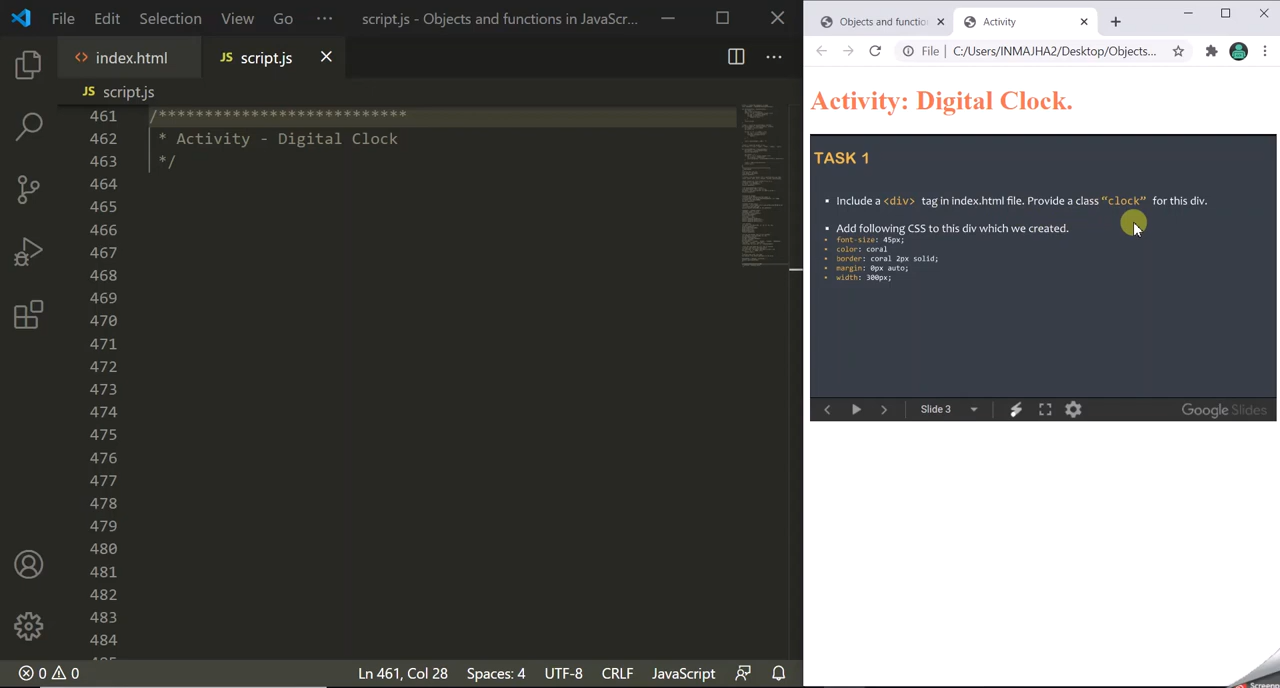 File Edit Selection View Go ··· script.js - Objects and functions in JavaScr...
index.html JS script.js
JS script.js
461 /***************************
462 * Activity - Digital Clock
463 */
464
465
466
467
468
469
470
471
472
473
474
475
476
477
478
479
480
481
482
483
484
0 0 Ln 461, Col 28 Spaces: 4 UTF-8 CRLF JavaScript
Objects and functio Activity
File C:/Users/INMAJHA2/Desktop/Objects...
Activity: Digital Clock.
TASK 1
▪ Include a <div> tag in index.html file. Provide a class “clock” for this div.
▪ Add following CSS to this div which we created.
• font-size: 45px;
• color: coral
• border: coral 2px solid;
• margin: 0px auto;
• width: 300px;
Slide 3 Google Slides